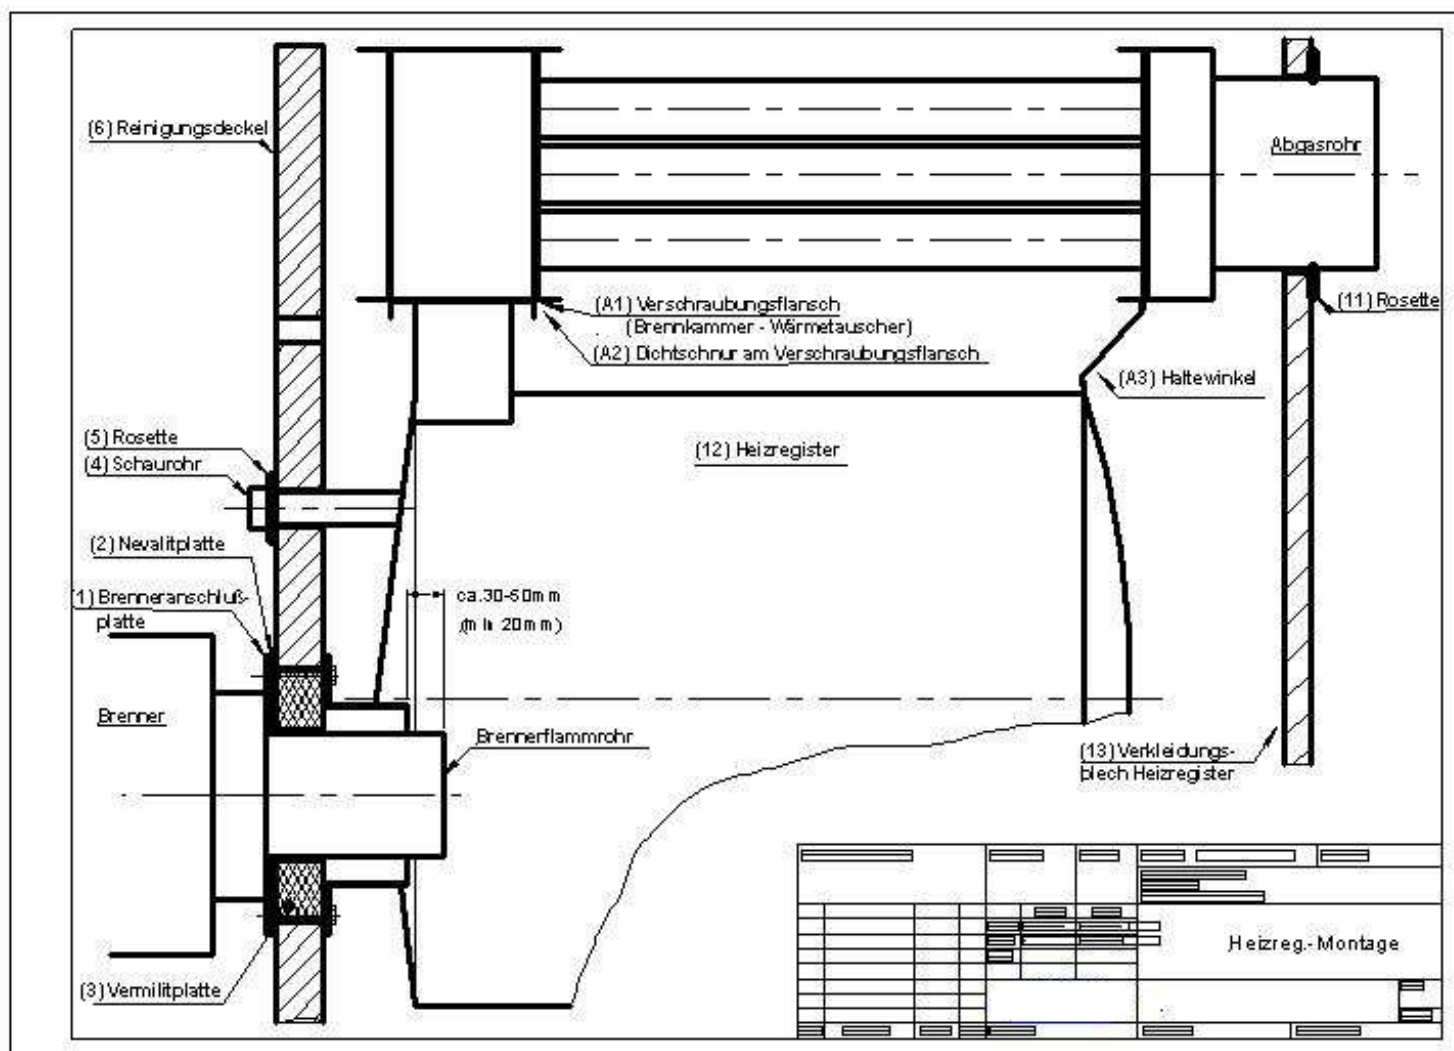 (6) Reinigungsdeckel
Abgasrohr
(A1) Verschraubungsflansch
(Brennkammer - Wärmetauscher)
(A2) Dichtschnur am Verschraubungsflansch
(11) Rosette
(A3) Haltewinkel
(5) Rosette
(4) Schaurohr
(12) Heizregister
(2) Nevalitplatte
(1) Brenneranschluß-
platte
ca.30-50mm
(min 20mm)
Brenner
Brennerflammrohr
(13) Verkleidungs-
blech Heizregister
(3) Vermilitplatte
Heizreg.- Montage